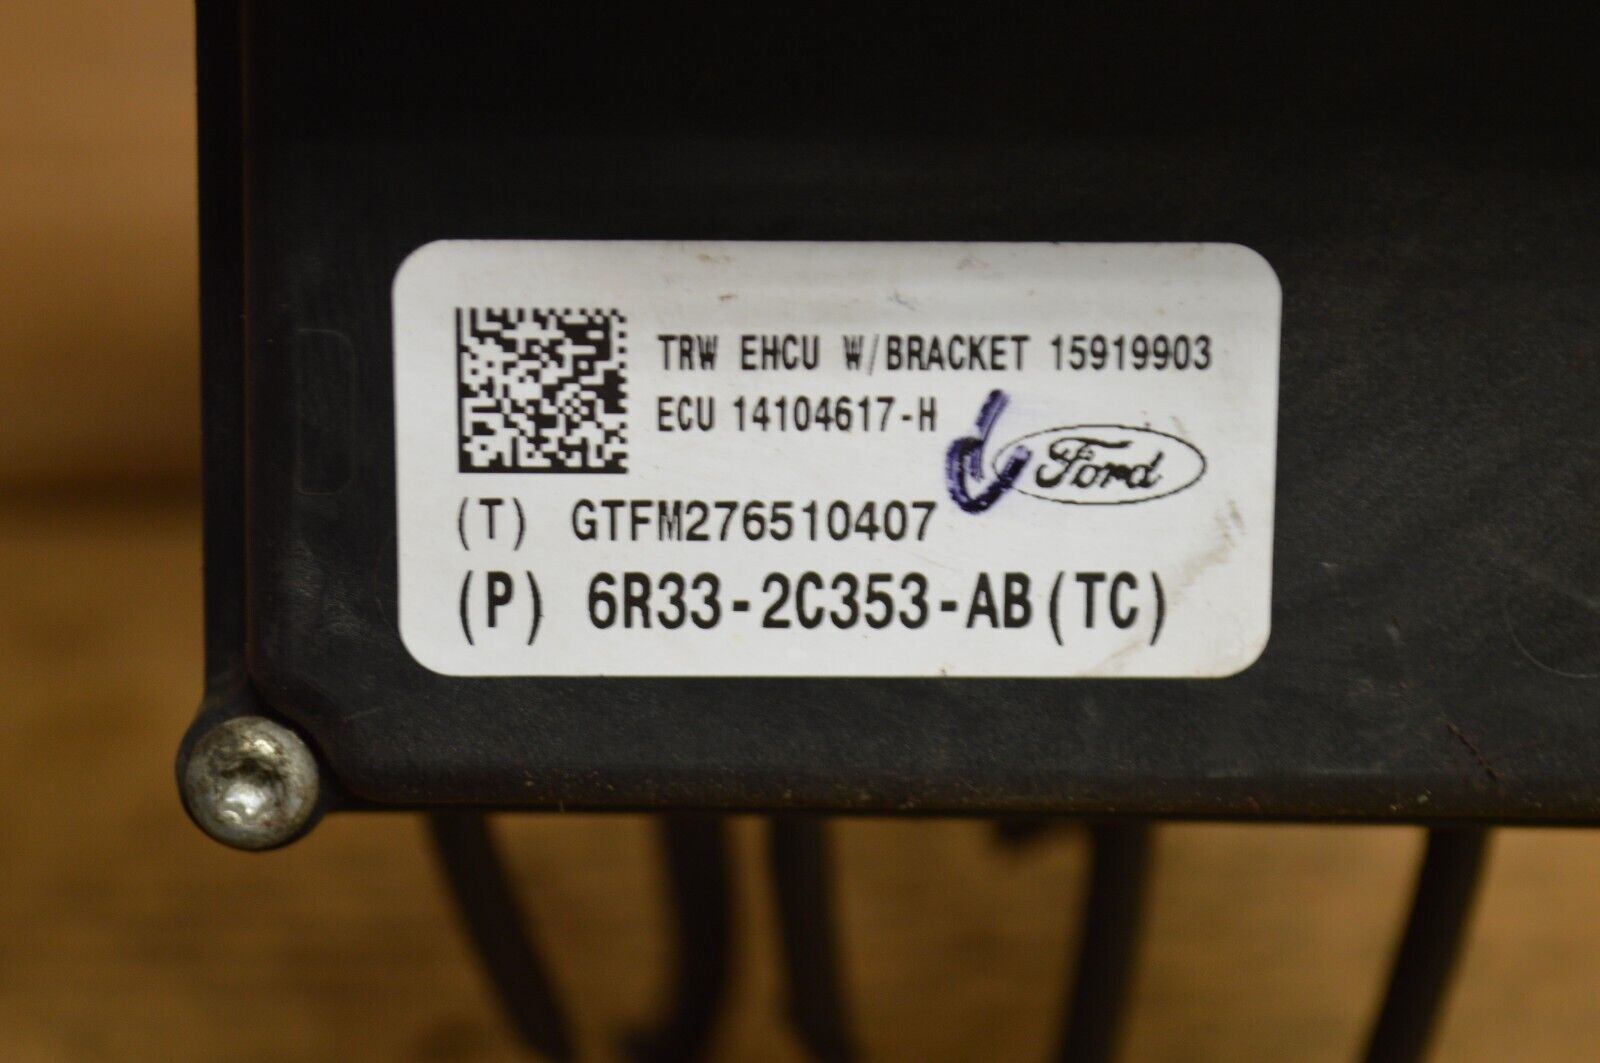 TRW EHCU W/BRACKET 15919903
ECU 14104617-H
Ford
(T) GTFM276510407
(P) 6R33-2C353-AB(TC)